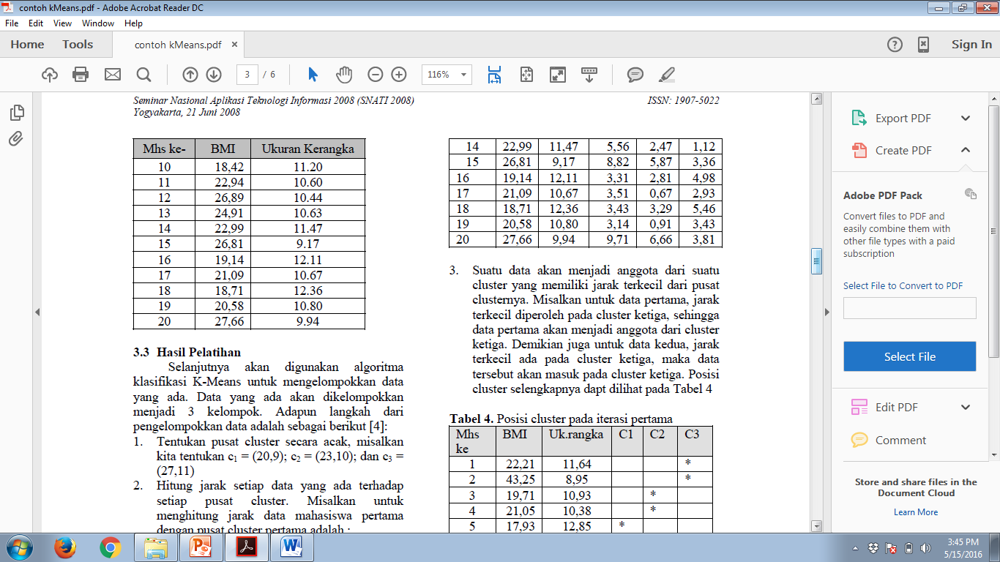 contoh kMeans.pdf - Adobe Acrobat Reader DC
File Edit View Window Help
Home Tools contoh kMeans.pdf × Sign In
3 / 6 116%
Seminar Nasional Aplikasi Teknologi Informasi 2008 (SNATI 2008) ISSN: 1907-5022
Yogyakarta, 21 Juni 2008
Mhs ke- BMI Ukuran Kerangka
10 18,42 11.20
11 22,94 10.60
12 26,89 10.44
13 24,91 10.63
14 22,99 11.47
15 26,81 9.17
16 19,14 12.11
17 21,09 10.67
18 18,71 12.36
19 20,58 10.80
20 27,66 9.94
3.3 Hasil Pelatihan
Selanjutnya akan digunakan algoritma
klasifikasi K-Means untuk mengelompokkan data
yang ada. Data yang ada akan dikelompokkan
menjadi 3 kelompok. Adapun langkah dari
pengelompokkan data adalah sebagai berikut [4]:
1. Tentukan pusat cluster secara acak, misalkan
kita tentukan c₁ = (20,9); c₂ = (23,10); dan c₃ =
(27,11)
2. Hitung jarak setiap data yang ada terhadap
setiap pusat cluster. Misalkan untuk
menghitung jarak data mahasiswa pertama
dengan pusat cluster pertama adalah :
14 22,99 11,47 5,56 2,47 1,12
15 26,81 9,17 8,82 5,87 3,36
16 19,14 12,11 3,31 2,81 4,98
17 21,09 10,67 3,51 0,67 2,93
18 18,71 12,36 3,43 3,29 5,46
19 20,58 10,80 3,14 0,91 3,43
20 27,66 9,94 9,71 6,66 3,81
3. Suatu data akan menjadi anggota dari suatu
cluster yang memiliki jarak terkecil dari pusat
clusternya. Misalkan untuk data pertama, jarak
terkecil diperoleh pada cluster ketiga, sehingga
data pertama akan menjadi anggota dari cluster
ketiga. Demikian juga untuk data kedua, jarak
terkecil ada pada cluster ketiga, maka data
tersebut akan masuk pada cluster ketiga. Posisi
cluster selengkapnya dapt dilihat pada Tabel 4
Tabel 4. Posisi cluster pada iterasi pertama
Mhs BMI Uk.rangka C1 C2 C3
ke
1 22,21 11,64 *
2 43,25 8,95 *
3 19,71 10,93 *
4 21,05 10,38 *
5 17,93 12,85 *
Export PDF
Create PDF
Adobe PDF Pack
Convert files to PDF and
easily combine them with
other file types with a paid
subscription
Select File to Convert to PDF
Select File
Edit PDF
Comment
Store and share files in the
Document Cloud
Learn More
3:45 PM
5/15/2016